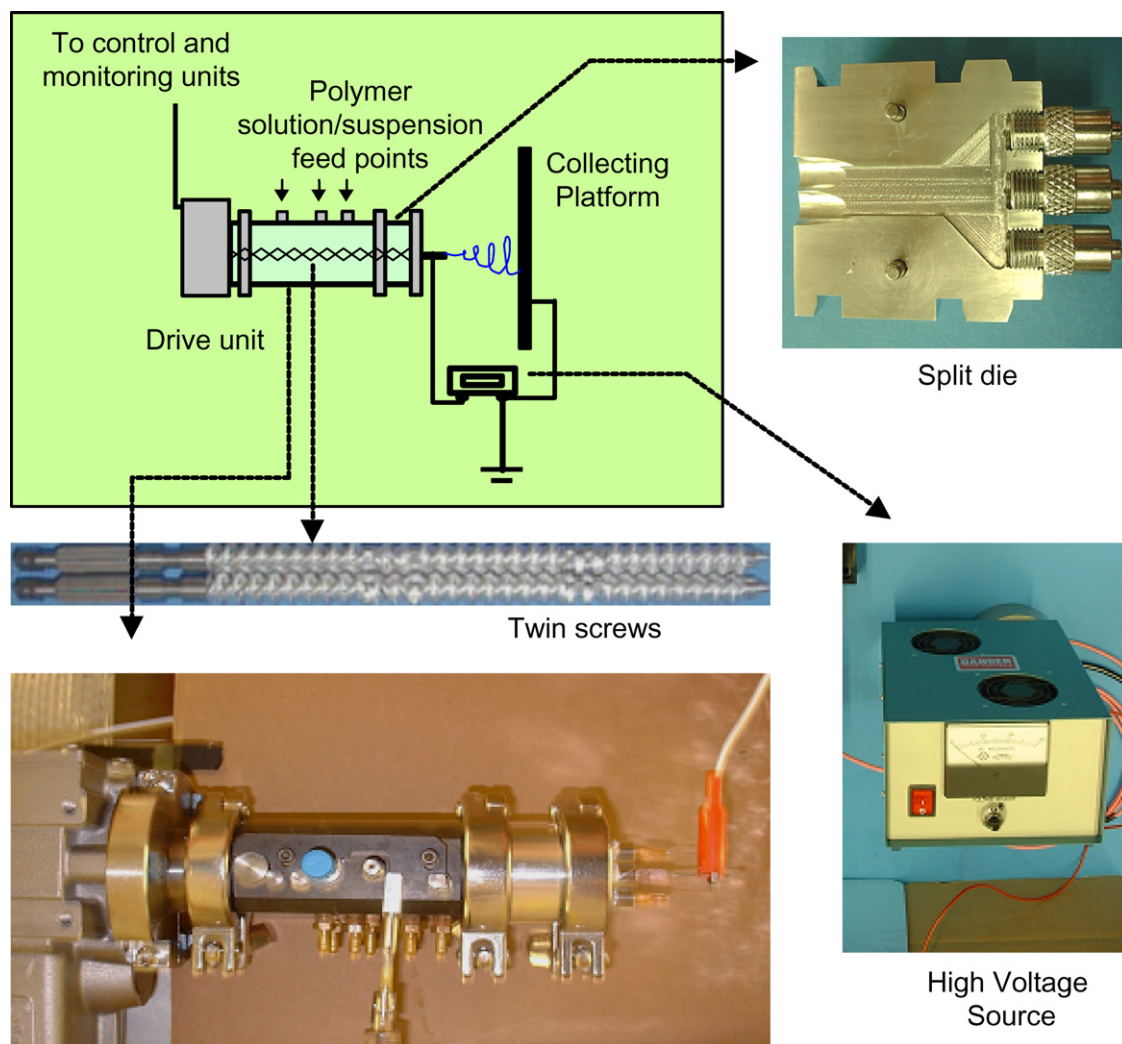 To control and
monitoring units
Polymer
solution/suspension
feed points
Collecting
Platform
Drive unit
Split die
Twin screws
DANGER
High Voltage
Source